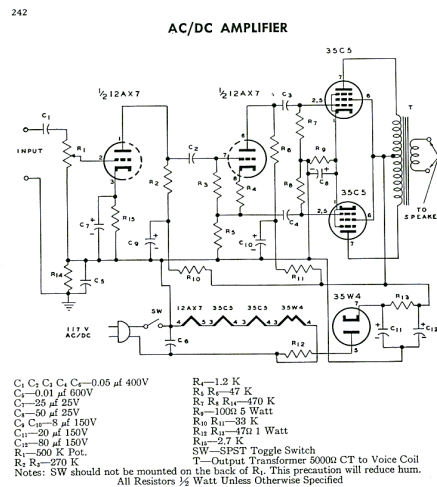 242
AC/DC AMPLIFIER
35C5
½12AX7
½12AX7
C₁
C₂
C₃
R₇
T
INPUT
R₁
R₂
R₃
R₄
R₆
R₉
C₈
R₈
35C5
C₇
R₁₅
C₉
R₅
C₄
C₁₀
TO
SPEAKE
R₁₄
C₅
R₁₀
R₁₁
35W4
R₁₃
117 V
AC/DC
SW
12AX7 35C5 35C5 35W4
C₆
R₁₂
C₁₁
C₁₂
C₁ C₂ C₃ C₄ C₆—0.05 µf 400V
C₅—0.01 µf 600V
C₇—25 µf 25V
C₈—50 µf 25V
C₉ C₁₀—8 µf 150V
C₁₁—20 µf 150V
C₁₂—80 µf 150V
R₁—500 K Pot.
R₂ R₃—270 K
R₄—1.2 K
R₅ R₆—47 K
R₇ R₈ R₁₄—470 K
R₉—100Ω 5 Watt
R₁₀ R₁₁—33 K
R₁₂ R₁₃—47Ω 1 Watt
R₁₅—2.7 K
SW—SPST Toggle Switch
T—Output Transformer 5000Ω CT to Voice Coil
Notes: SW should not be mounted on the back of R₁. This precaution will reduce hum.
All Resistors ½ Watt Unless Otherwise Specified